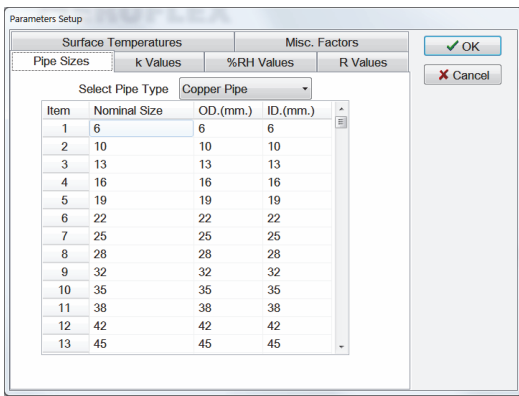 Parameters Setup
Surface Temperatures Misc. Factors
Pipe Sizes k Values %RH Values R Values
OK
Cancel
Select Pipe Type Copper Pipe
Item Nominal Size OD.(mm.) ID.(mm.)
1 6 6 6
2 10 10 10
3 13 13 13
4 16 16 16
5 19 19 19
6 22 22 22
7 25 25 25
8 28 28 28
9 32 32 32
10 35 35 35
11 38 38 38
12 42 42 42
13 45 45 45